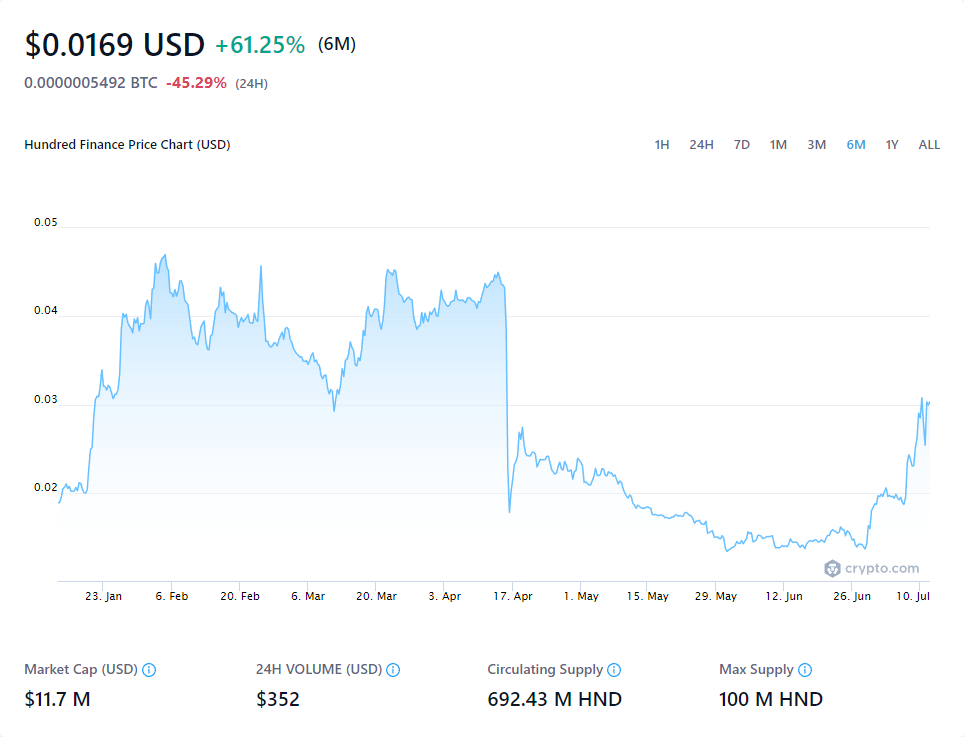 $0.0169 USD +61.25% (6M)
0.0000005492 BTC -45.29% (24H)
Hundred Finance Price Chart (USD) 1H 24H 7D 1M 3M 6M 1Y ALL
0.05
0.04
0.03
0.02
crypto.com
23. Jan 6. Feb 20. Feb 6. Mar 20. Mar 3. Apr 17. Apr 1. May 15. May 29. May 12. Jun 26. Jun 10. Jul
Market Cap (USD) 24H VOLUME (USD) Circulating Supply Max Supply
$11.7 M $352 692.43 M HND 100 M HND